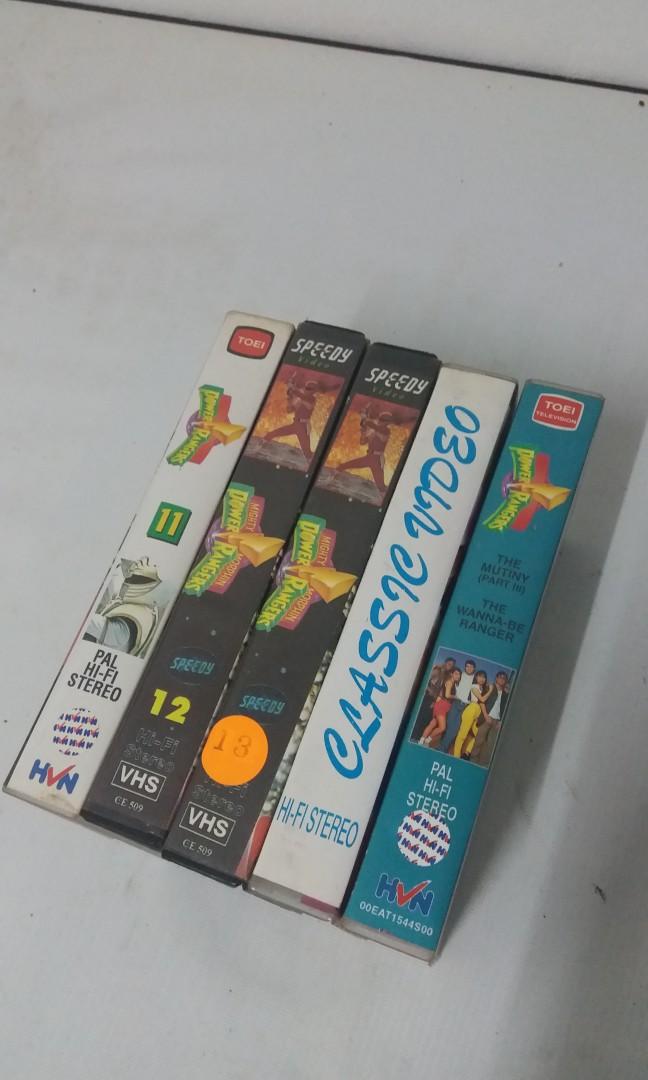 TOEI
POWER RANGERS
11
PAL
HI-FI
STEREO
HVN
SPEEDY
Video
MIGHTY MORPHIN
POWER RANGERS
SPEEDY
12
Hi-Fi
Stereo
VHS
CE 509
SPEEDY
Video
MIGHTY MORPHIN
POWER RANGERS
SPEEDY
13
Hi-Fi
Stereo
VHS
CE 509
CLASSIC VIDEO
HI-FI STEREO
TOEI
TELEVISION
POWER RANGERS
THE
MUTINY
(PART III)
THE
WANNA-BE
RANGER
PAL
HI-FI
STEREO
HVN
00EAT1544S00